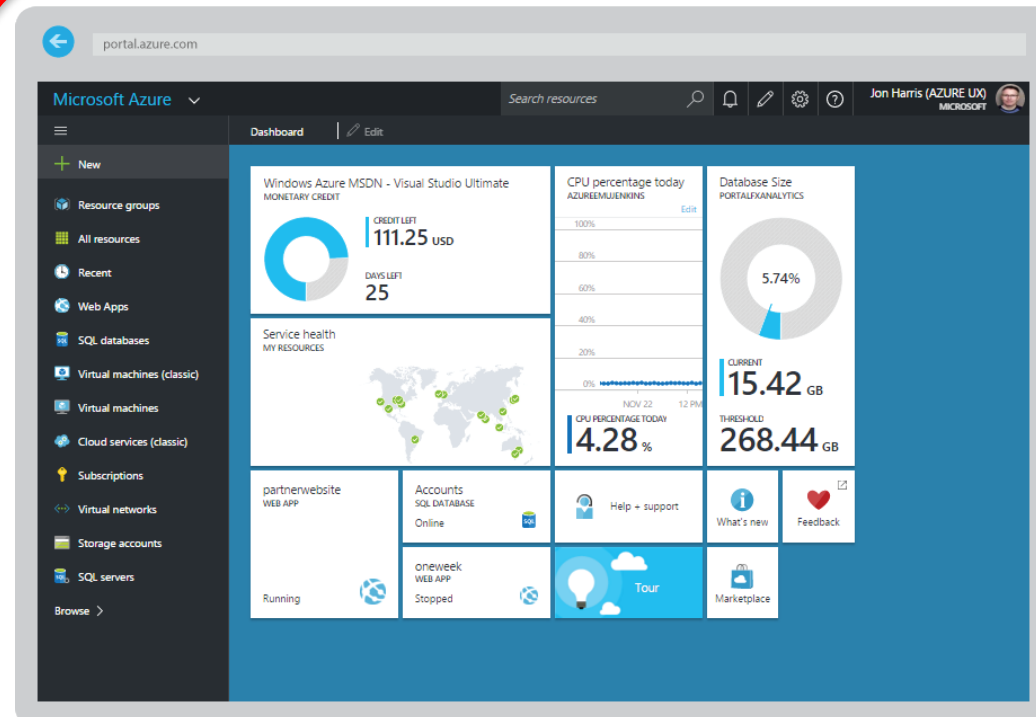 portal.azure.com
Microsoft Azure
Search resources
Jon Harris (AZURE UX)
MICROSOFT
Dashboard
Edit
New
Resource groups
All resources
Recent
Web Apps
SQL databases
Virtual machines (classic)
Virtual machines
Cloud services (classic)
Subscriptions
Virtual networks
Storage accounts
SQL servers
Browse
Windows Azure MSDN - Visual Studio Ultimate
MONETARY CREDIT
CREDIT LEFT
111.25 USD
DAYS LEFT
25
CPU percentage today
AZUREEMUJENKINS
Edit
100%
80%
60%
40%
20%
0%
NOV 22 12 PM
CPU PERCENTAGE TODAY
4.28 %
Database Size
PORTALFXANALYTICS
5.74%
CURRENT
15.42 GB
THRESHOLD
268.44 GB
Service health
MY RESOURCES
partnerwebsite
WEB APP
Running
Accounts
SQL DATABASE
Online
SQL
Help + support
What's new
Feedback
oneweek
WEB APP
Stopped
Tour
Marketplace